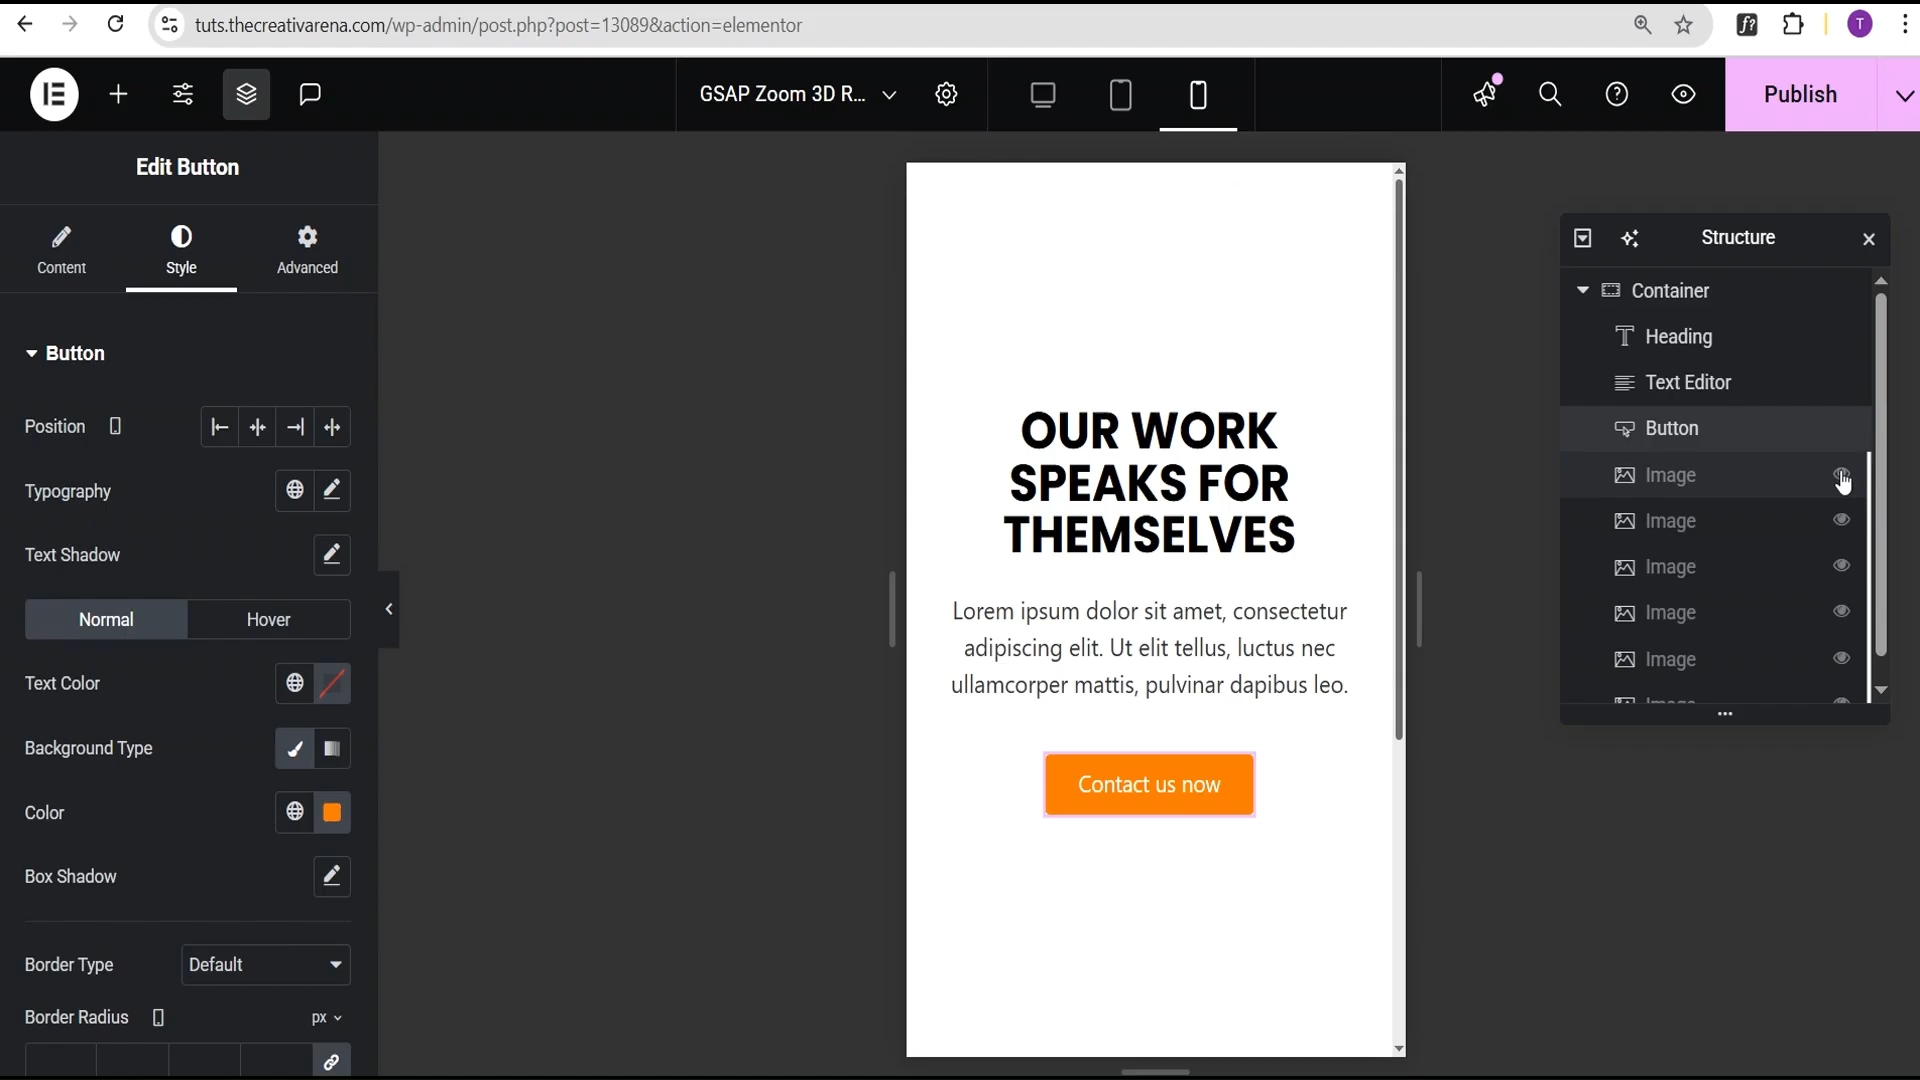 tuts.thecreativarena.com/wp-admin/post.php?post=13089&action=elementor
T
GSAP Zoom 3D R...
Publish
Edit Button
Content
Style
Advanced
Button
Position
Typography
Text Shadow
Normal
Hover
Text Color
Background Type
Color
Box Shadow
Border Type
Default
Border Radius
px
OUR WORK
SPEAKS FOR
THEMSELVES
Lorem ipsum dolor sit amet, consectetur
adipiscing elit. Ut elit tellus, luctus nec
ullamcorper mattis, pulvinar dapibus leo.
Contact us now
Structure
Container
Heading
Text Editor
Button
Image
Image
Image
Image
Image